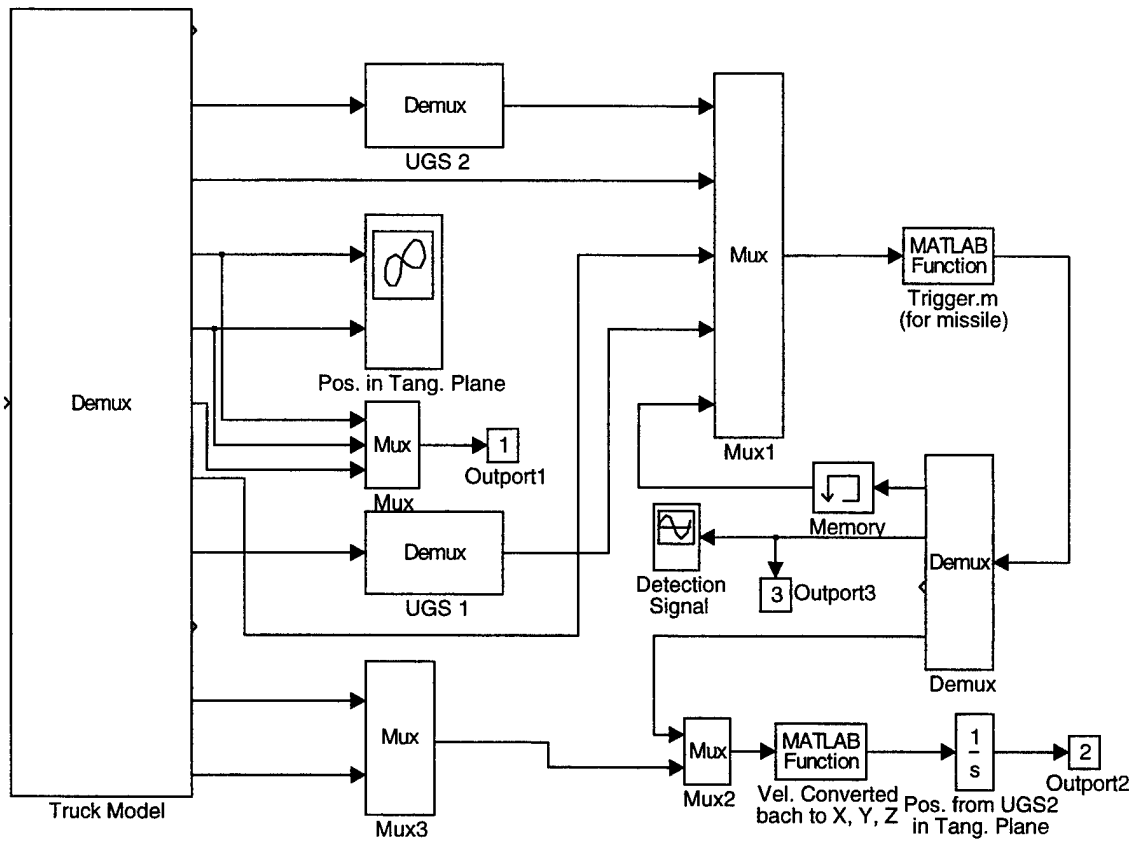 Demux
Truck Model
Demux
UGS 2
Pos. in Tang. Plane
Mux
Mux
1
Outport1
Demux
UGS 1
Mux
Mux3
Mux
Mux1
MATLAB
Function
Trigger.m
(for missile)
Memory
Detection
Signal
3
Outport3
Demux
Demux
Mux
Mux2
MATLAB
Function
Vel. Converted
bach to X, Y, Z
1
s
Pos. from UGS2
in Tang. Plane
2
Outport2